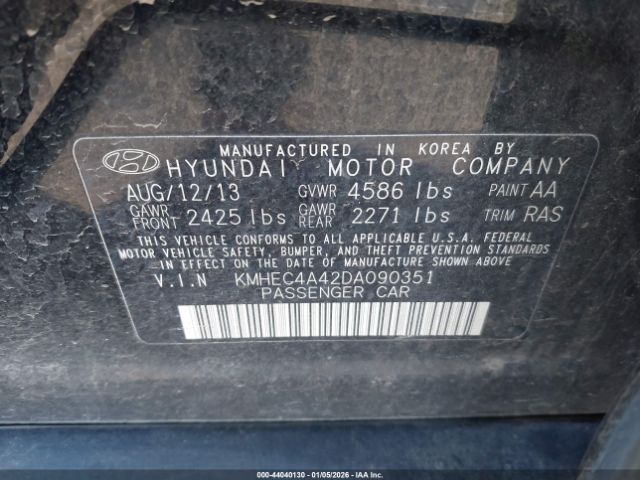 MANUFACTURED IN KOREA BY
HYUNDAI MOTOR COMPANY
AUG/12/13 GVWR 4586 lbs PAINT AA
GAWR FRONT 2425 lbs GAWR REAR 2271 lbs TRIM RAS
THIS VEHICLE CONFORMS TO ALL APPLICABLE U.S.A. FEDERAL
MOTOR VEHICLE SAFETY, BUMPER, AND THEFT PREVENTION STANDARDS
IN EFFECT ON THE DATE OF MANUFACTURE SHOWN ABOVE
V.I.N KMHEC4A42DA090351
PASSENGER CAR
000-44040130 - 01/05/2026 - IAA Holdings, LLC